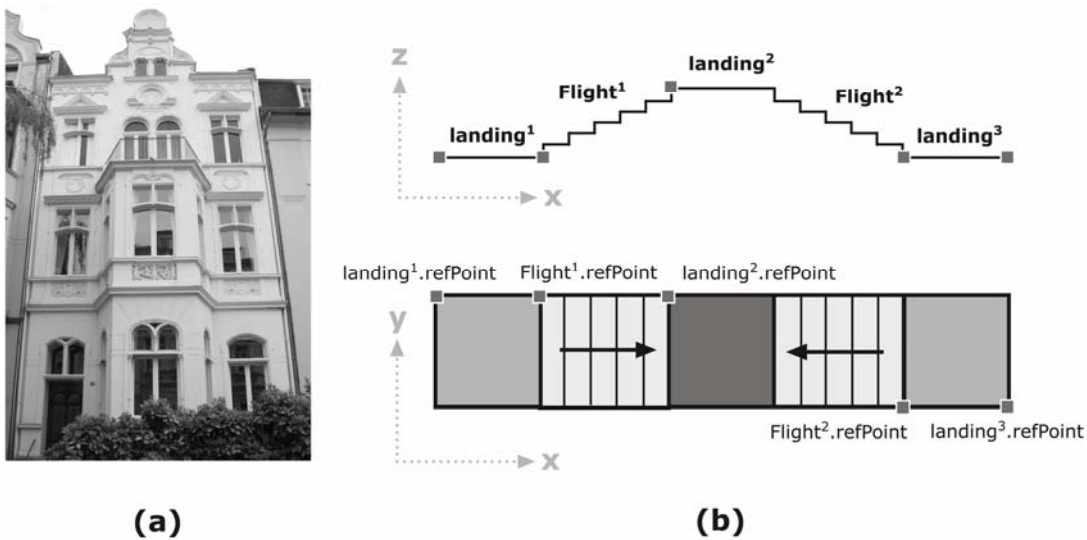 z
landing²
Flight¹
Flight²
landing¹
landing³
x
landing¹.refPoint
Flight¹.refPoint
landing².refPoint
y
Flight².refPoint
landing³.refPoint
x
(a)
(b)